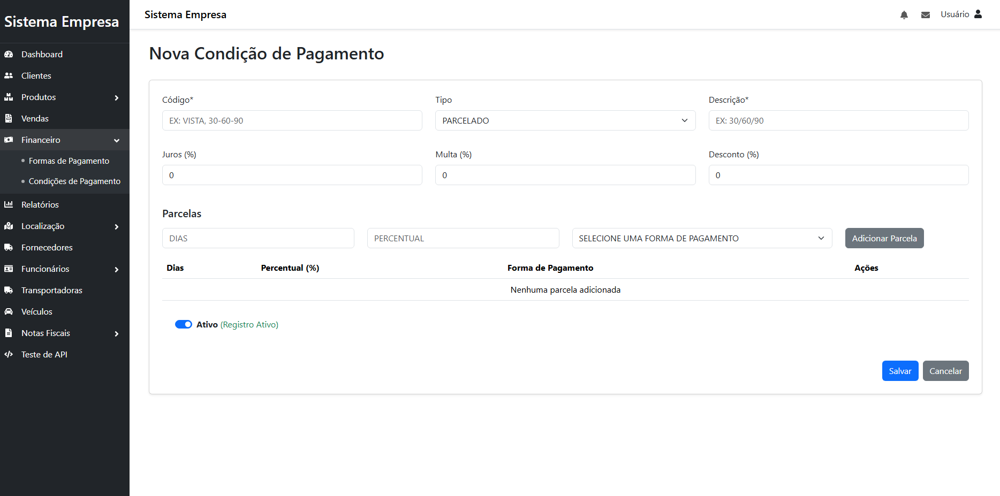 Sistema Empresa
Dashboard
Clientes
Produtos
Vendas
Financeiro
Formas de Pagamento
Condições de Pagamento
Relatórios
Localização
Fornecedores
Funcionários
Transportadoras
Veículos
Notas Fiscais
Teste de API
Sistema Empresa
Usuário
Nova Condição de Pagamento
Código* Tipo Descrição*
EX: VISTA, 30-60-90 PARCELADO EX: 30/60/90
Juros (%) Multa (%) Desconto (%)
0 0 0
Parcelas
DIAS PERCENTUAL SELECIONE UMA FORMA DE PAGAMENTO Adicionar Parcela
Dias Percentual (%) Forma de Pagamento Ações
Nenhuma parcela adicionada
Ativo (Registro Ativo)
Salvar Cancelar